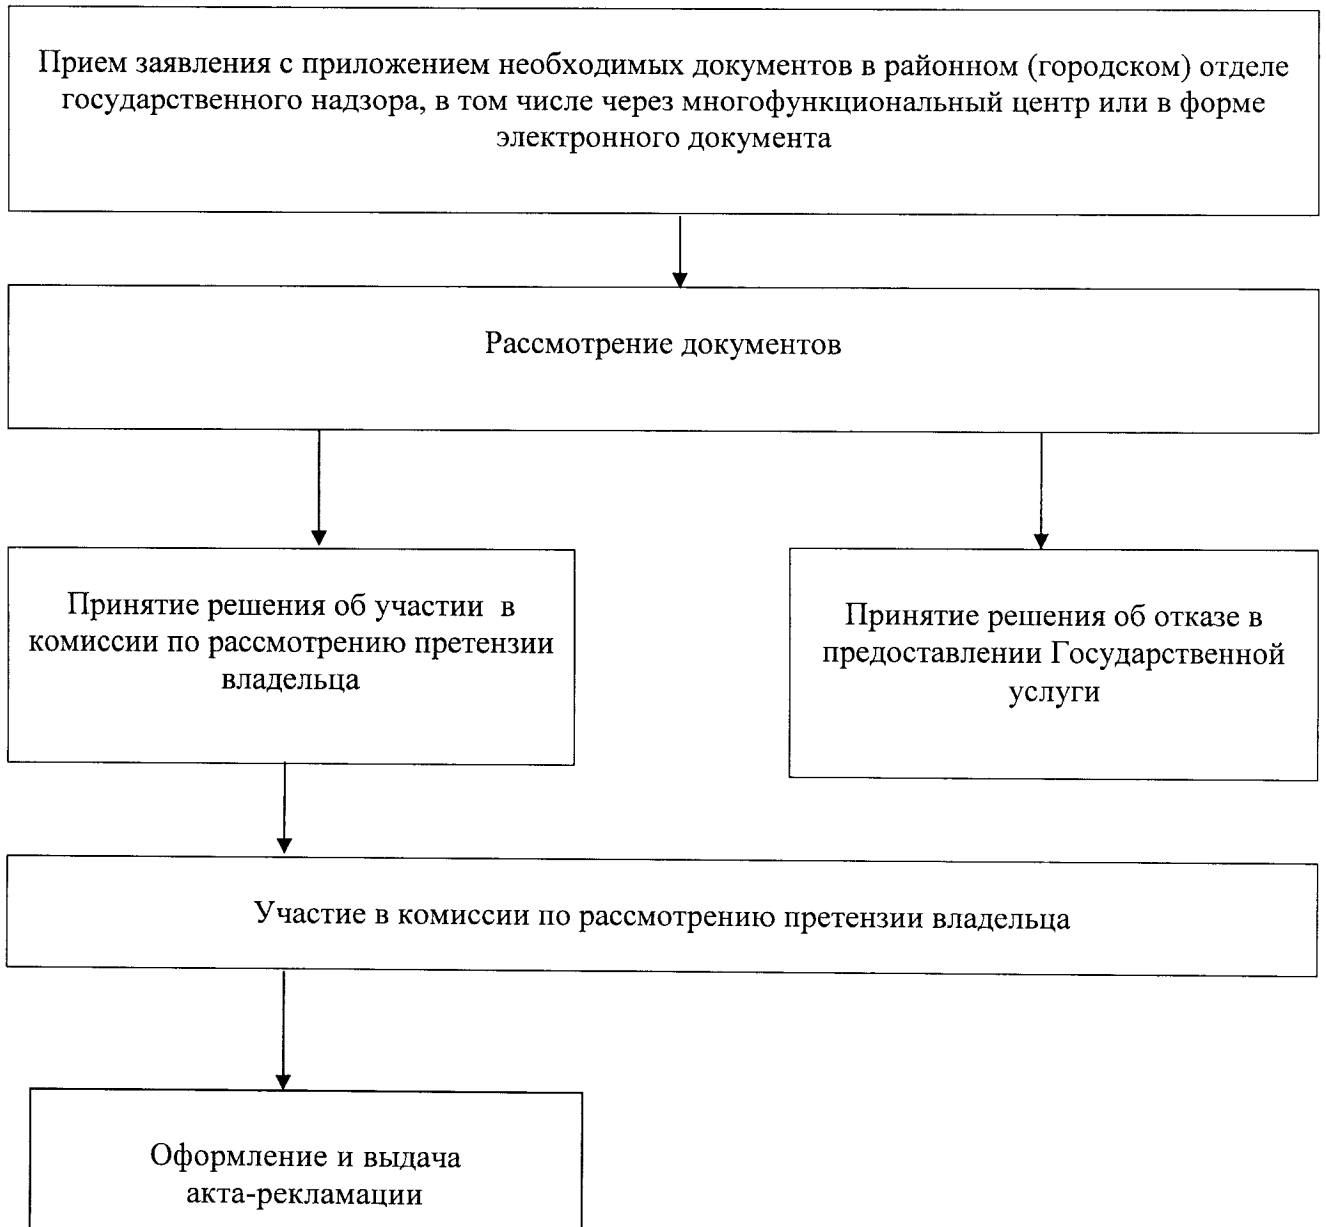 Прием заявления с приложением необходимых документов в районном (городском) отделе
государственного надзора, в том числе через многофункциональный центр или в форме
электронного документа
Рассмотрение документов
Принятие решения об участии в
комиссии по рассмотрению претензии
владельца
Принятие решения об отказе в
предоставлении Государственной
услуги
Участие в комиссии по рассмотрению претензии владельца
Оформление и выдача
акта-рекламации